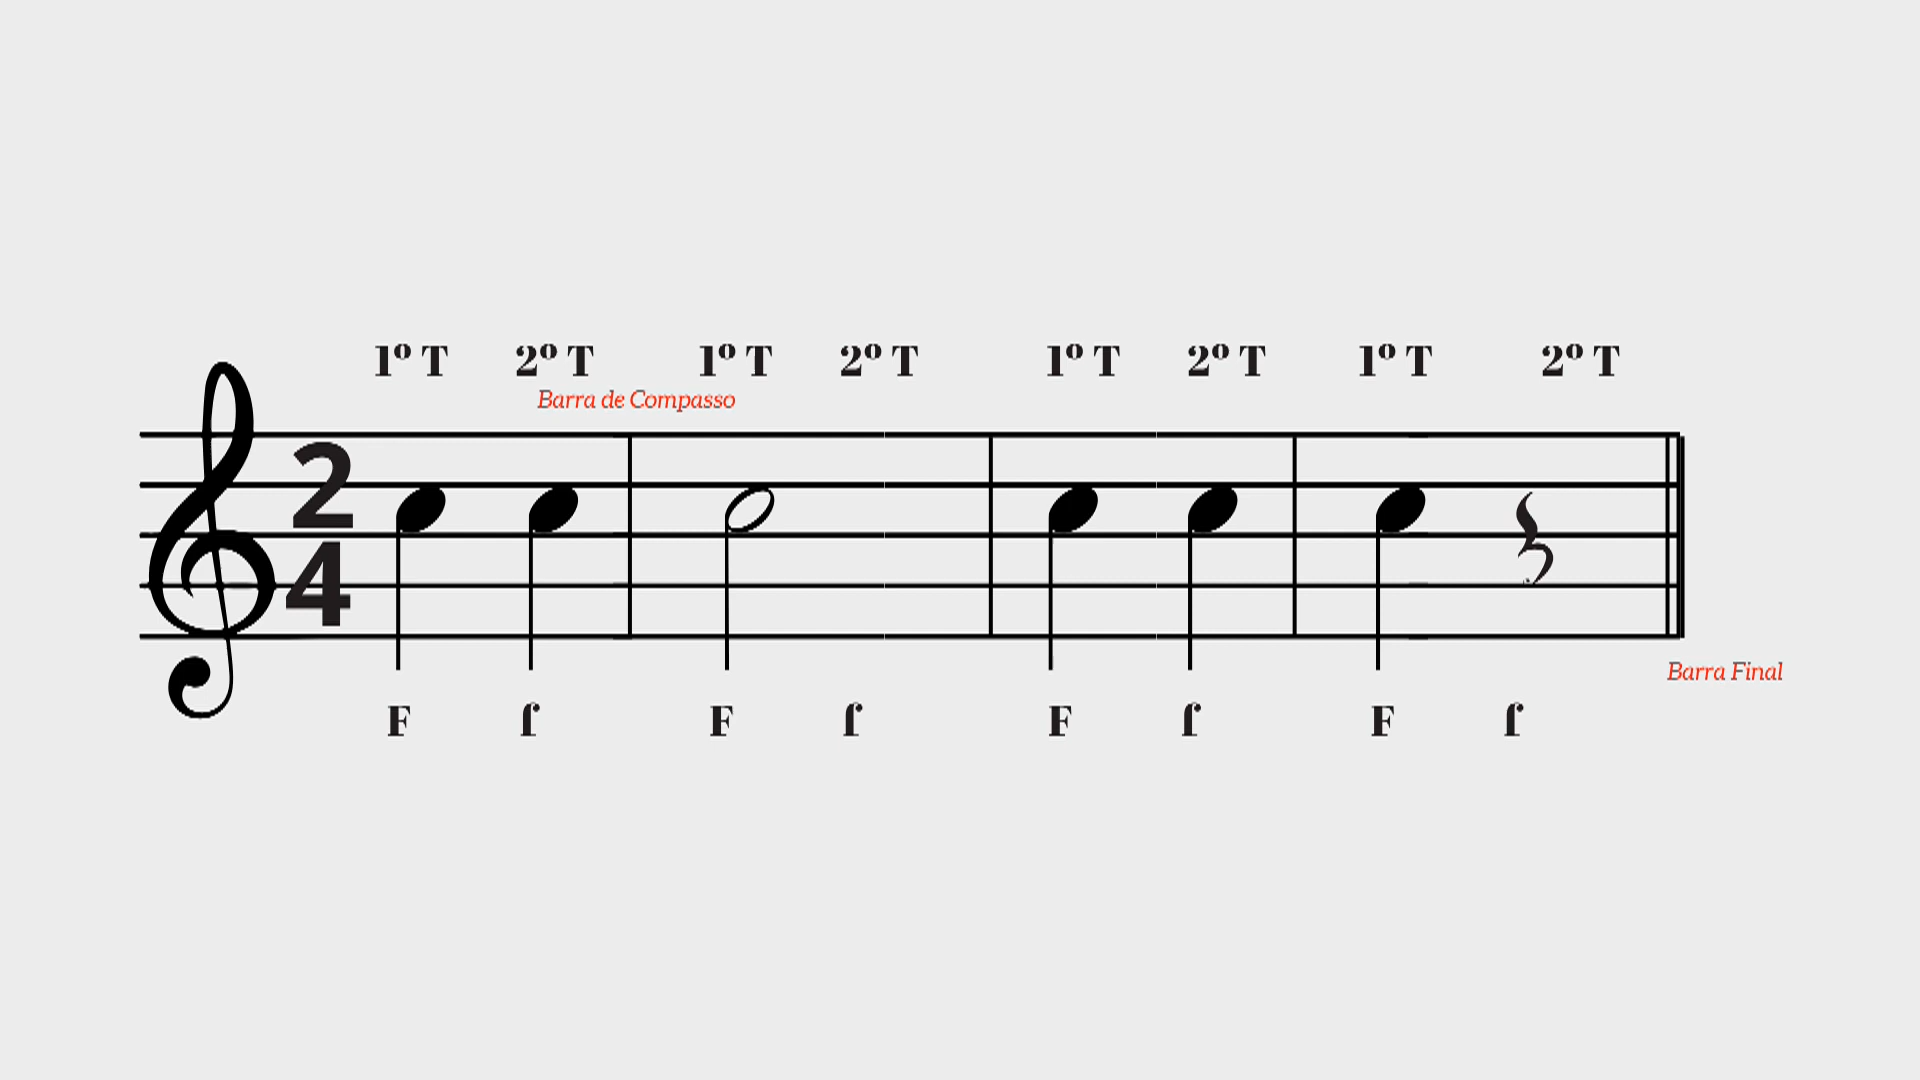 1º T 2º T 1º T 2º T 1º T 2º T 1º T 2º T
Barra de Compasso
2
4
Barra Final
F f F f F f F f